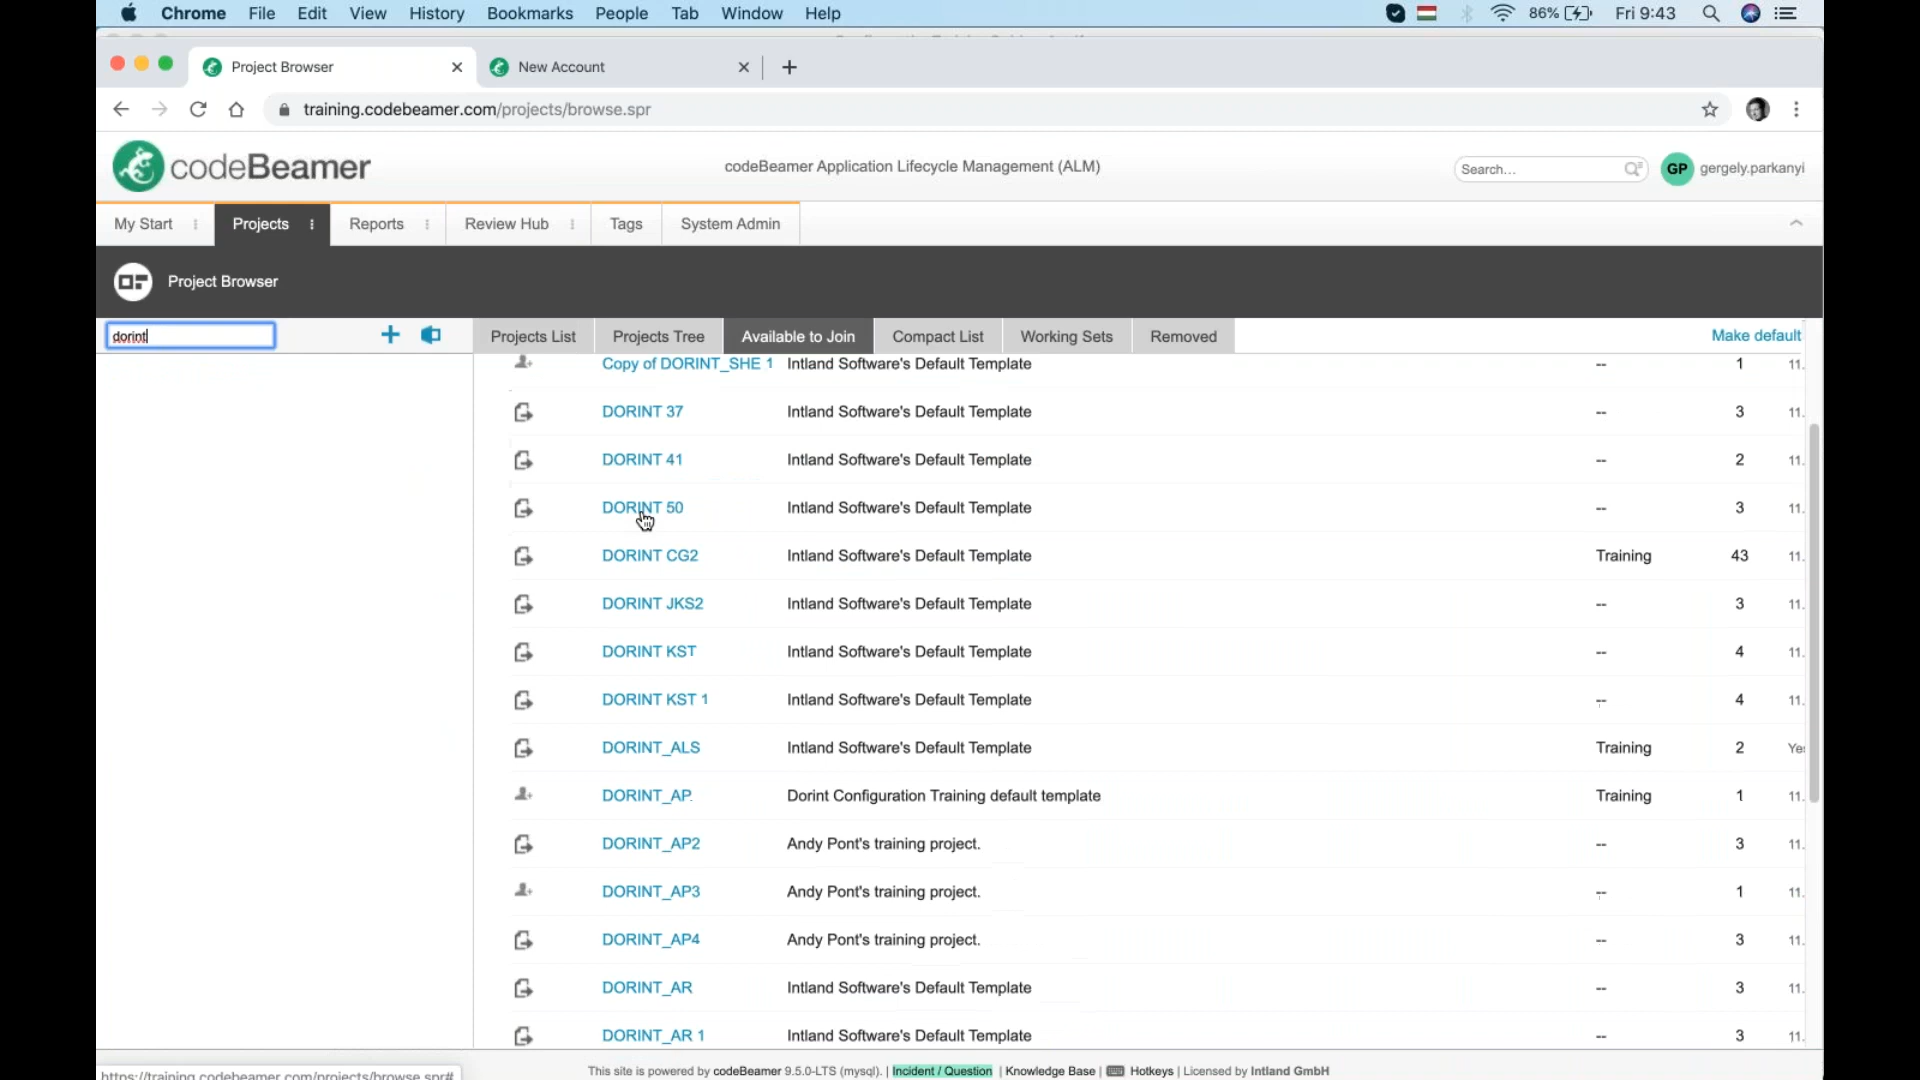 Chrome File Edit View History Bookmarks People Tab Window Help 86% Fri 9:43
Project Browser New Account
training.codebeamer.com/projects/browse.spr
codeBeamer codeBeamer Application Lifecycle Management (ALM) Search... GP gergely.parkanyi
My Start Projects Reports Review Hub Tags System Admin
Project Browser
dorint Projects List Projects Tree Available to Join Compact List Working Sets Removed Make default
Copy of DORINT_SHE 1 Intland Software's Default Template -- 1 11.
DORINT 37 Intland Software's Default Template -- 3 11.
DORINT 41 Intland Software's Default Template -- 2 11.
DORINT 50 Intland Software's Default Template -- 3 11.
DORINT CG2 Intland Software's Default Template Training 43 11.
DORINT JKS2 Intland Software's Default Template -- 3 11.
DORINT KST Intland Software's Default Template -- 4 11.
DORINT KST 1 Intland Software's Default Template -- 4 11.
DORINT_ALS Intland Software's Default Template Training 2 Yes
DORINT_AP Dorint Configuration Training default template Training 1 11.
DORINT_AP2 Andy Pont's training project. -- 3 11.
DORINT_AP3 Andy Pont's training project. -- 1 11.
DORINT_AP4 Andy Pont's training project. -- 3 11.
DORINT_AR Intland Software's Default Template -- 3 11.
DORINT_AR 1 Intland Software's Default Template -- 3 11.
https://training.codebeamer.com/projects/browse.spr# This site is powered by codeBeamer 9.5.0-LTS (mysql). | Incident / Question | Knowledge Base | Hotkeys | Licensed by Intland GmbH